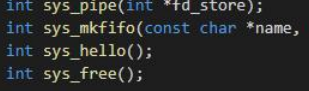 int sys_pipe(int *fd_store);
int sys_mkfifo(const char *name,
int sys_hello();
int sys_free();